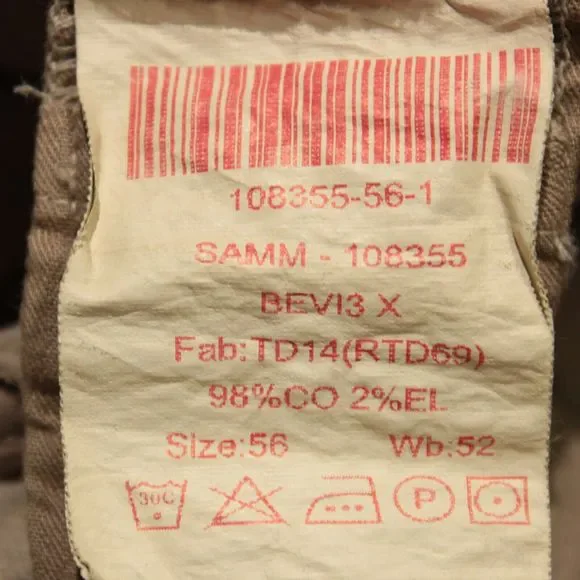 108355-56-1
SAMM - 108355
BEVI3 X
Fab:TD14(RTD69)
98%CO 2%EL
Size:56 Wb:52
30C P